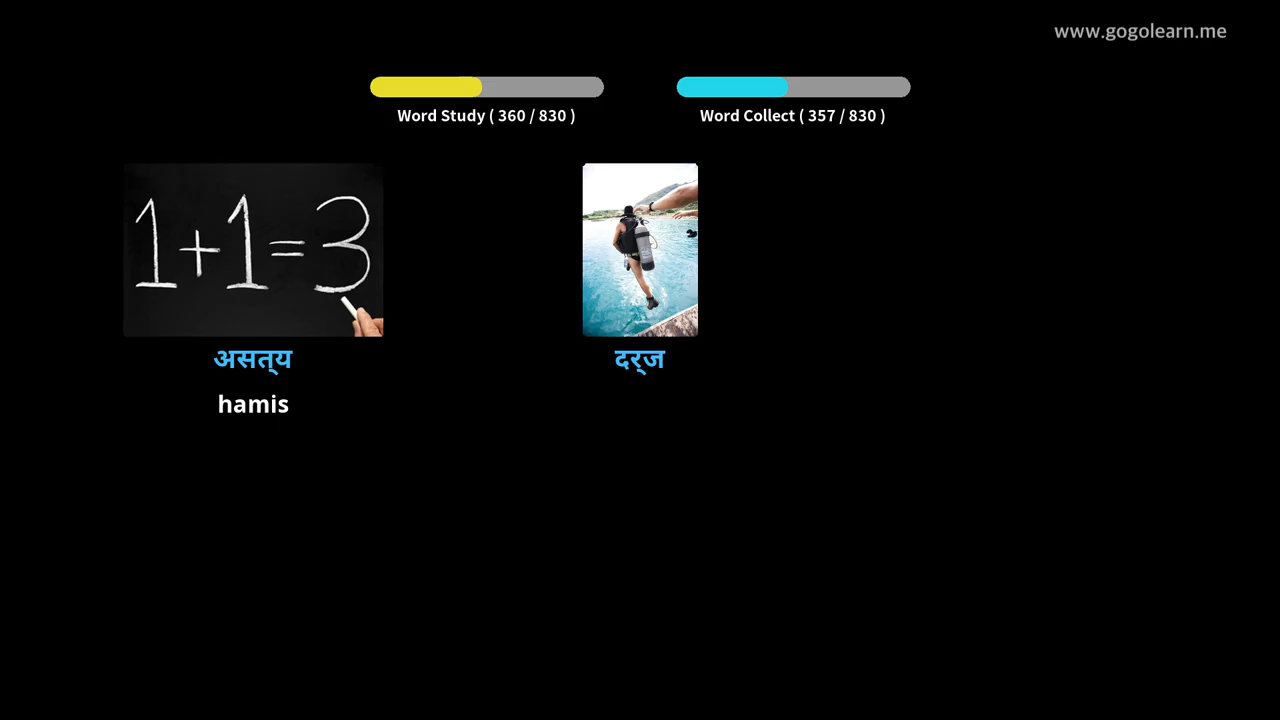 www.gogolearn.me
Word Study ( 360 / 830 )
Word Collect ( 357 / 830 )
1+1=3
असत्य
दर्ज
hamis